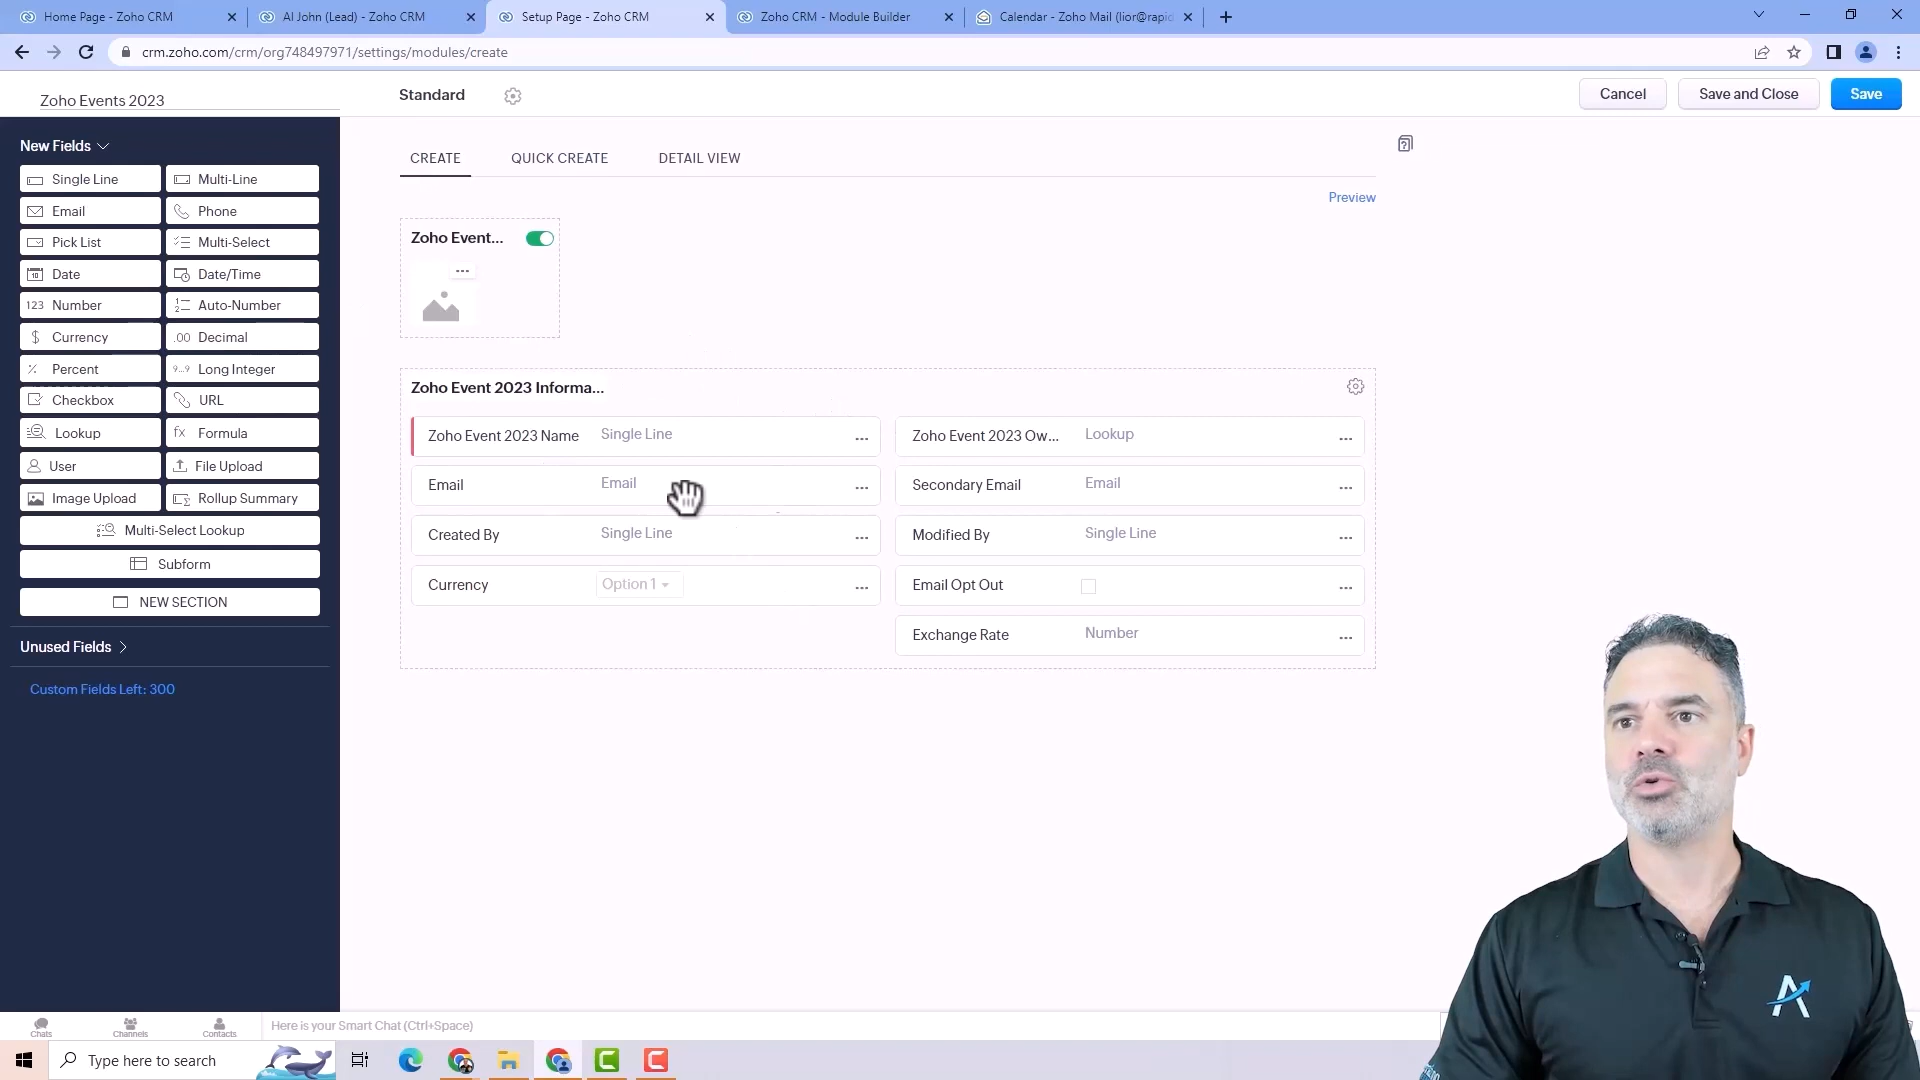 Home Page - Zoho CRM
AI John (Lead) - Zoho CRM
Setup Page - Zoho CRM
Zoho CRM - Module Builder
Calendar - Zoho Mail (lior@rapid
crm.zoho.com/crm/org748497971/settings/modules/create
Zoho Events 2023
Standard
Cancel
Save and Close
Save
New Fields
Single Line
Multi-Line
Email
Phone
Pick List
Multi-Select
Date
Date/Time
123 Number
Auto-Number
$ Currency
.00 Decimal
% Percent
9...9 Long Integer
Checkbox
URL
Lookup
fx Formula
User
File Upload
Image Upload
Rollup Summary
Multi-Select Lookup
Subform
NEW SECTION
Unused Fields
Custom Fields Left: 300
CREATE
QUICK CREATE
DETAIL VIEW
Preview
Zoho Event...
Zoho Event 2023 Informa...
Zoho Event 2023 Name Single Line
Zoho Event 2023 Ow... Lookup
Email Email
Secondary Email Email
Created By Single Line
Modified By Single Line
Currency Option 1
Email Opt Out
Exchange Rate Number
Chats
Channels
Contacts
Here is your Smart Chat (Ctrl+Space)
Type here to search